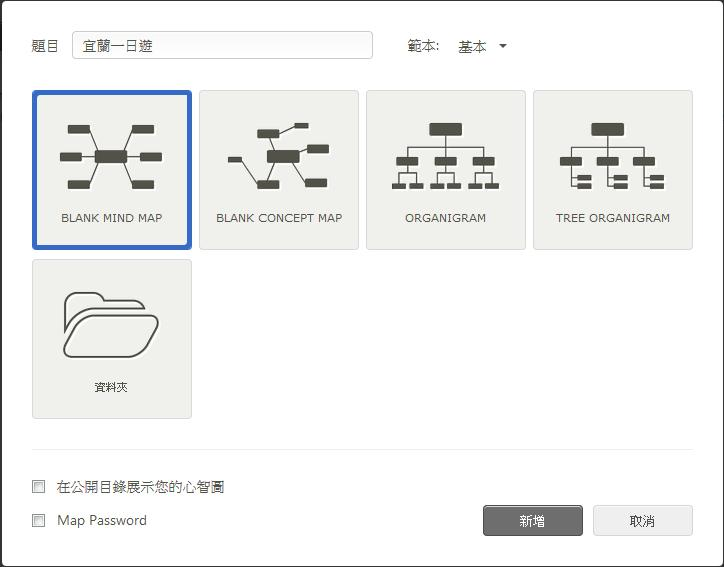 題目 宜蘭一日遊 範本: 基本
BLANK MIND MAP BLANK CONCEPT MAP ORGANIGRAM TREE ORGANIGRAM
資料夾
在公開目錄展示您的心智圖
Map Password
新增 取消